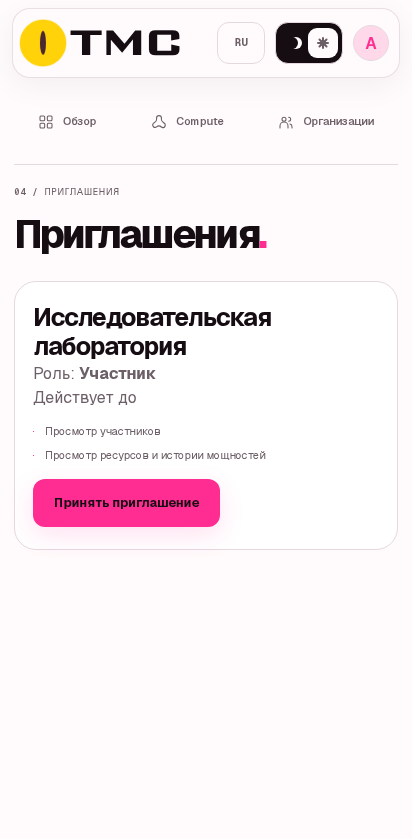 TMC
RU
A
Обзор
Compute
Организации
04 / ПРИГЛАШЕНИЯ
Приглашения.
Исследовательская
лаборатория
Роль: Участник
Действует до
· Просмотр участников
· Просмотр ресурсов и истории мощностей
Принять приглашение